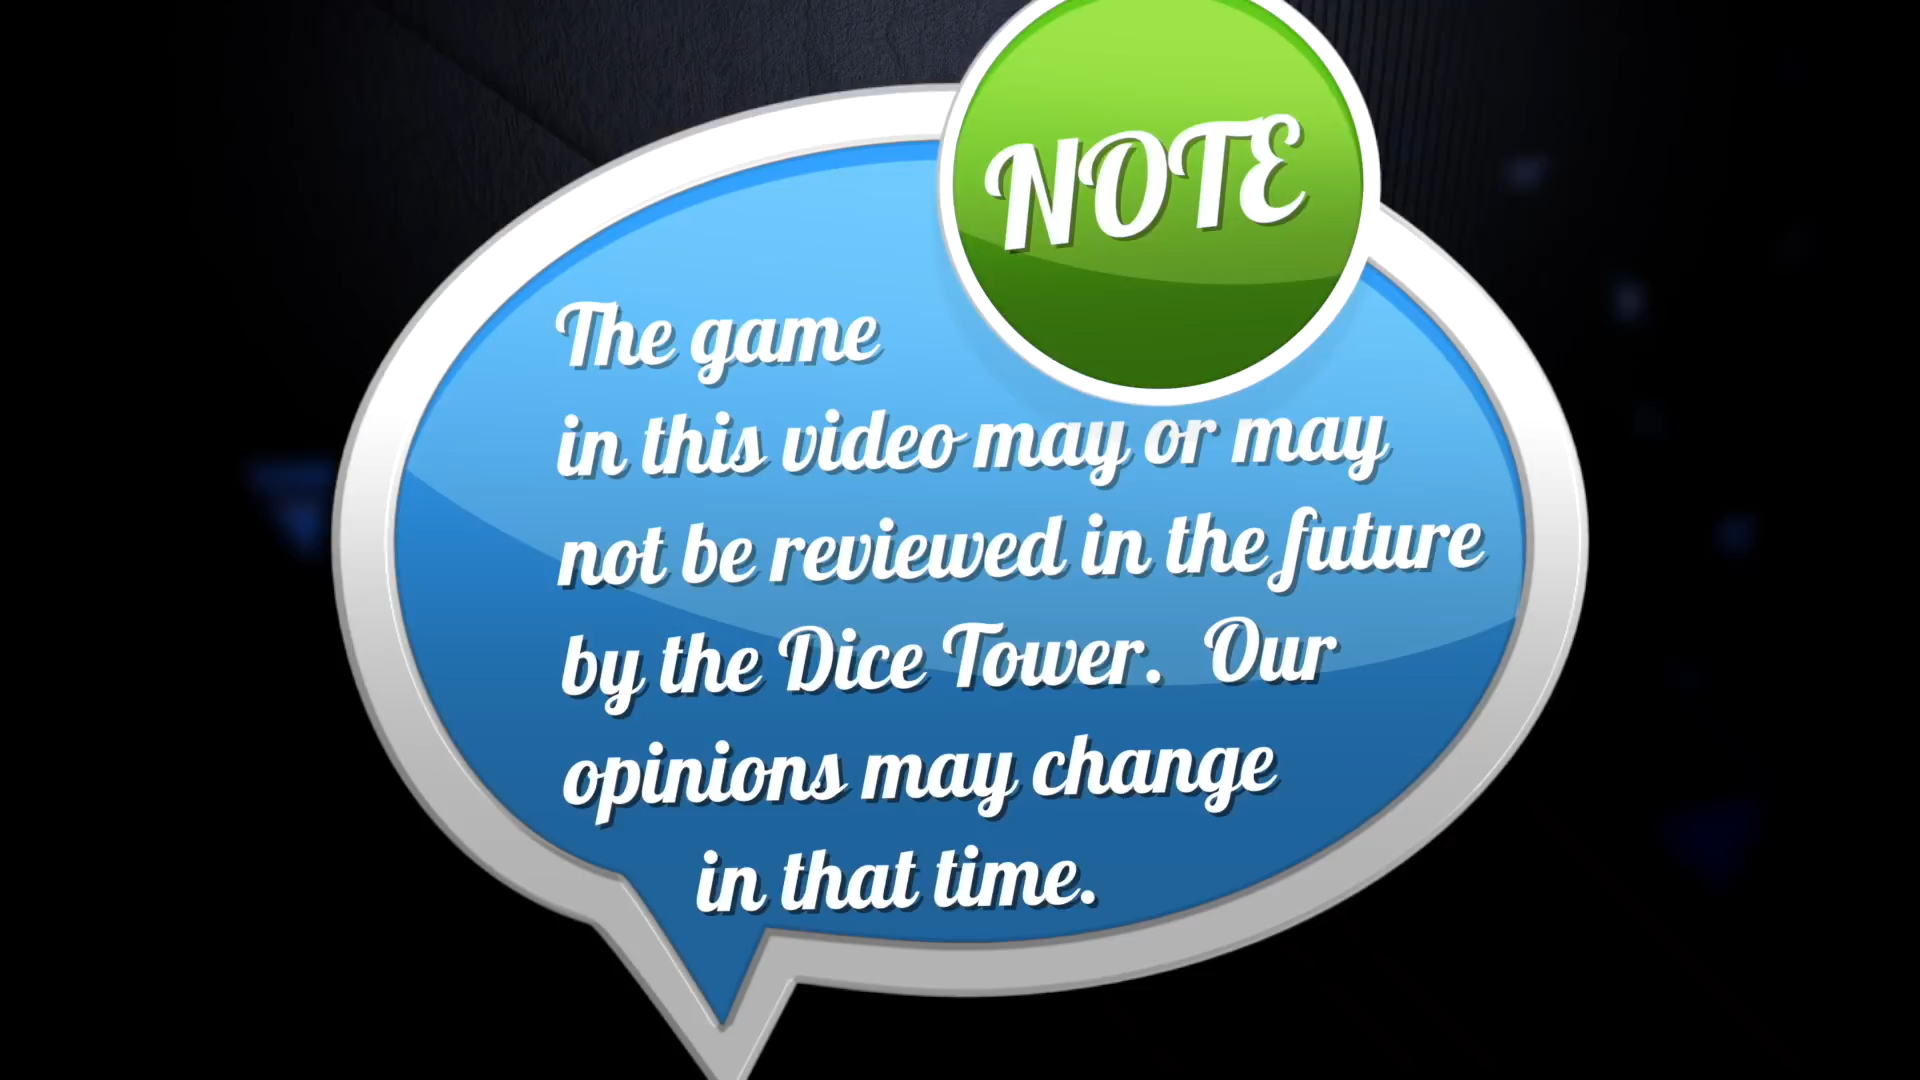 NOTE
The game
in this video may or may
not be reviewed in the future
by the Dice Tower.  Our
opinions may change
in that time.